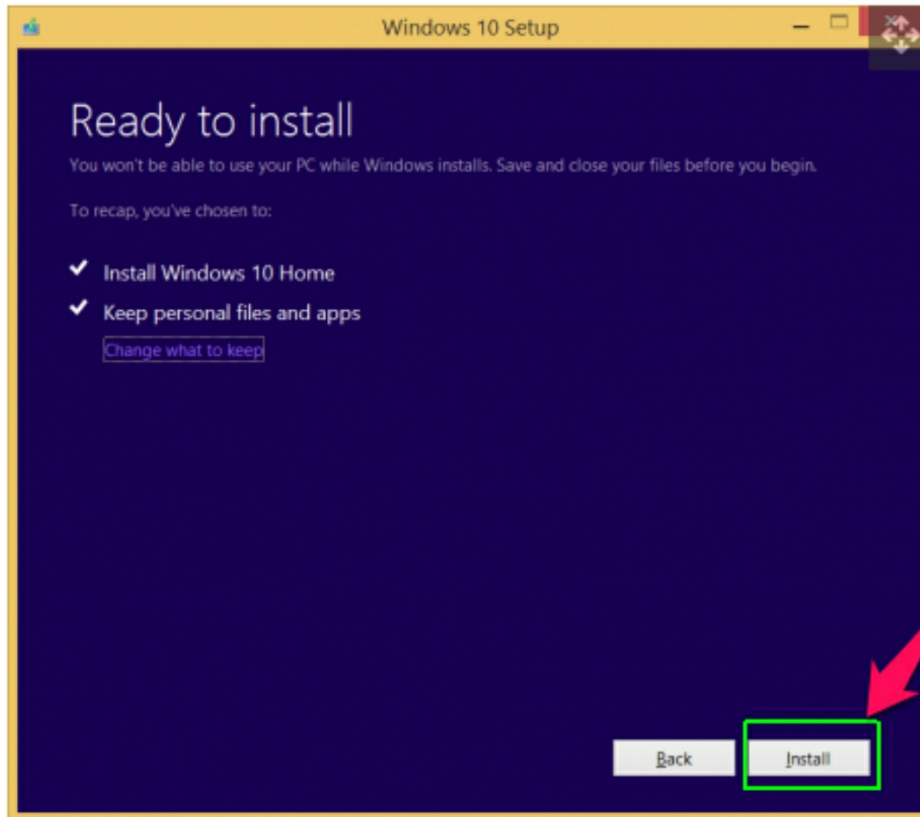 Windows 10 Setup
Ready to install
You won't be able to use your PC while Windows installs. Save and close your files before you begin.
To recap, you've chosen to:
Install Windows 10 Home
Keep personal files and apps
Change what to keep
Back Install